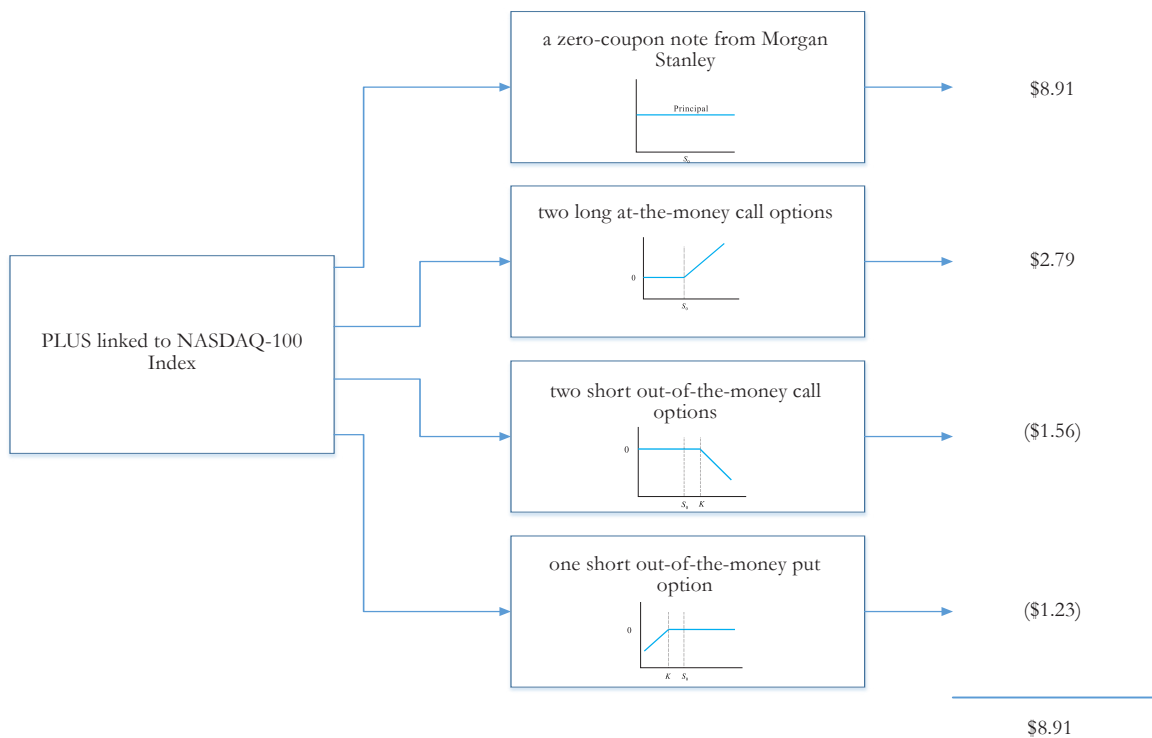 a zero-coupon note from Morgan
Stanley
Principal
S₀
$8.91
two long at-the-money call options
0
S₀
$2.79
PLUS linked to NASDAQ-100
Index
two short out-of-the-money call
options
0
S₀ K
($1.56)
one short out-of-the-money put
option
0
K S₀
($1.23)
$8.91